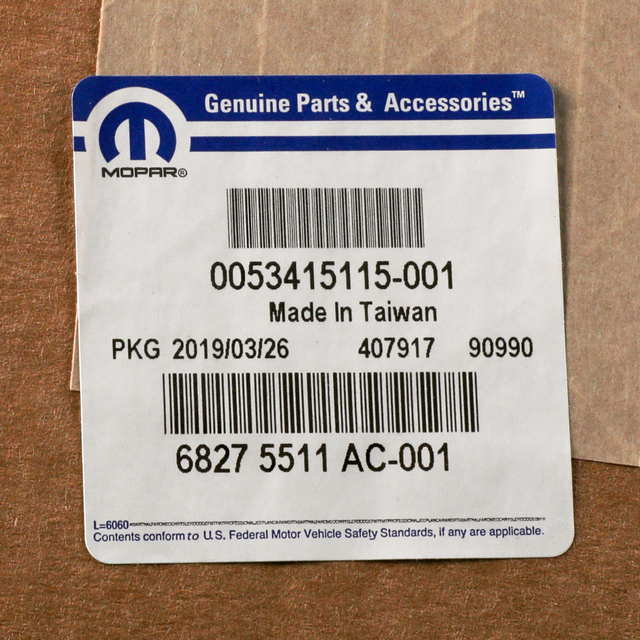 Genuine Parts & Accessories™
MOPAR®
0053415115-001
Made In Taiwan
PKG 2019/03/26 407917 90990
6827 5511 AC-001
L=6060
Contents conform to U.S. Federal Motor Vehicle Safety Standards, if any are applicable.